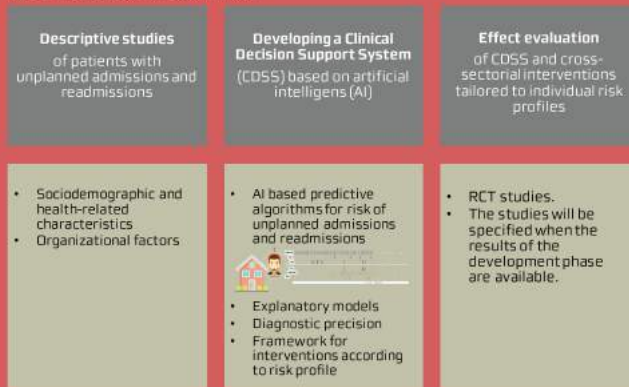 Descriptive studies
of patients with
unplanned admissions and
readmissions
Developing a Clinical
Decision Support System
(CDSS) based on artificial
intelligens (AI)
Effect evaluation
of CDSS and cross-
sectorial interventions
tailored to individual risk
profiles
• Sociodemographic and
health-related
characteristics
• Organizational factors
• AI based predictive
algorithms for risk of
unplanned admissions
and readmissions
• Explanatory models
• Diagnostic precision
• Framework for
interventions according
to risk profile
• RCT studies.
• The studies will be
specified when the
results of the
development phase
are available.